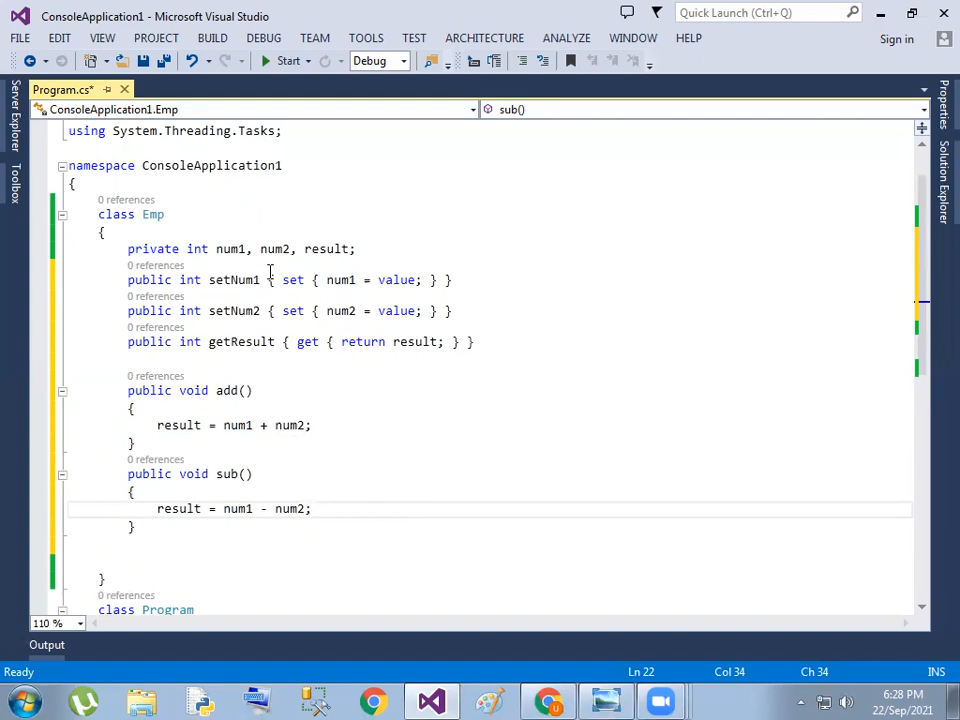 ConsoleApplication1 - Microsoft Visual Studio
Quick Launch (Ctrl+Q)
FILE EDIT VIEW PROJECT BUILD DEBUG TEAM TOOLS TEST ARCHITECTURE ANALYZE WINDOW HELP
Sign in
Start Debug
Program.cs*
ConsoleApplication1.Emp
sub()
Server Explorer
Toolbox
Properties
Solution Explorer
using System.Threading.Tasks;
namespace ConsoleApplication1
{
0 references
class Emp
{
private int num1, num2, result;
0 references
public int setNum1 { set { num1 = value; } }
0 references
public int setNum2 { set { num2 = value; } }
0 references
public int getResult { get { return result; } }
0 references
public void add()
{
result = num1 + num2;
}
0 references
public void sub()
{
result = num1 - num2;
}
}
0 references
class Program
110 %
Output
Ready
Ln 22
Col 34
Ch 34
INS
6:28 PM
22/Sep/2021